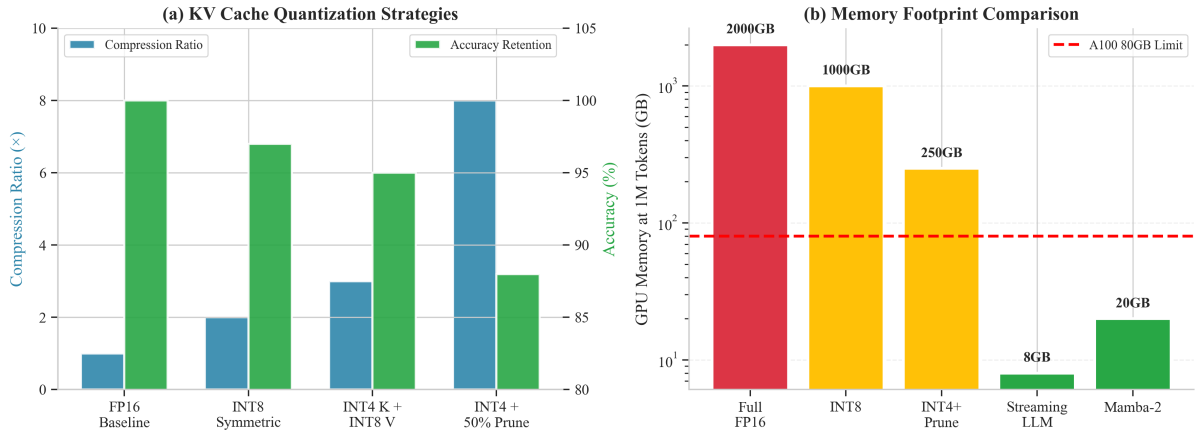 (a) KV Cache Quantization Strategies
Compression Ratio
Accuracy Retention
Compression Ratio (×)
10
8
6
4
2
0
105
100
95
90
85
80
Accuracy (%)
FP16
Baseline
INT8
Symmetric
INT4 K +
INT8 V
INT4 +
50% Prune
(b) Memory Footprint Comparison
A100 80GB Limit
GPU Memory at 1M Tokens (GB)
10³
10²
10¹
2000GB
1000GB
250GB
8GB
20GB
Full
FP16
INT8
INT4+
Prune
Streaming
LLM
Mamba-2